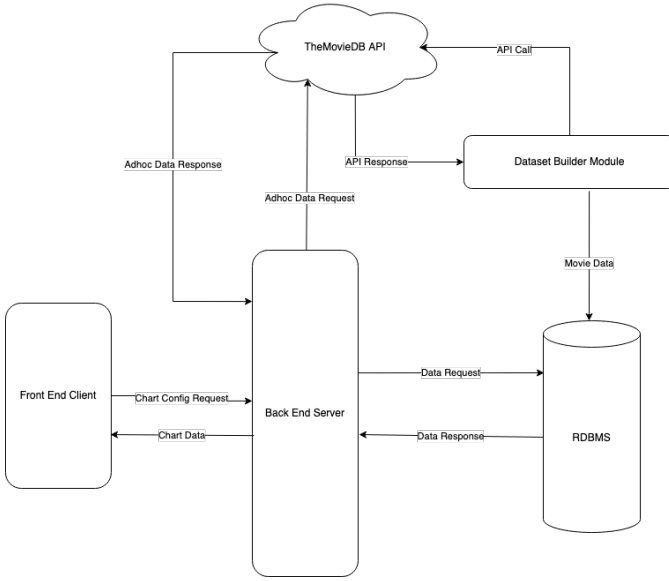 TheMovieDB API
API Call
Adhoc Data Response
API Response
Dataset Builder Module
Adhoc Data Request
Movie Data
Front End Client
Chart Config Request
Back End Server
Data Request
Chart Data
Data Response
RDBMS